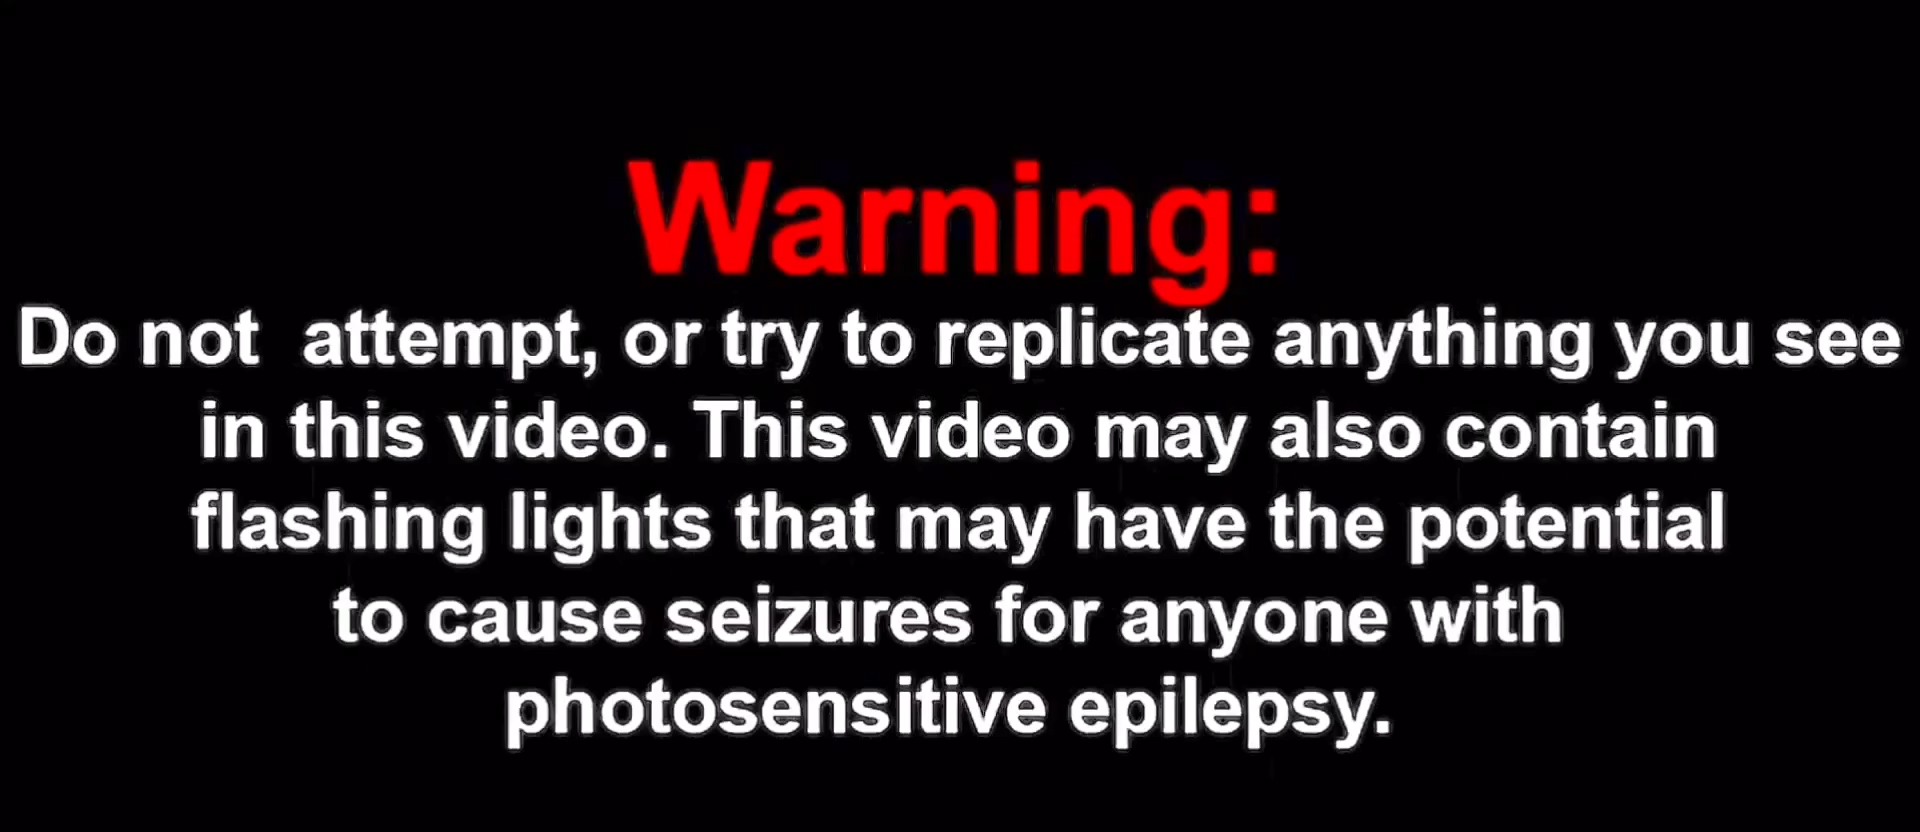 Warning:
Do not  attempt, or try to replicate anything you see
in this video. This video may also contain
flashing lights that may have the potential
to cause seizures for anyone with
photosensitive epilepsy.